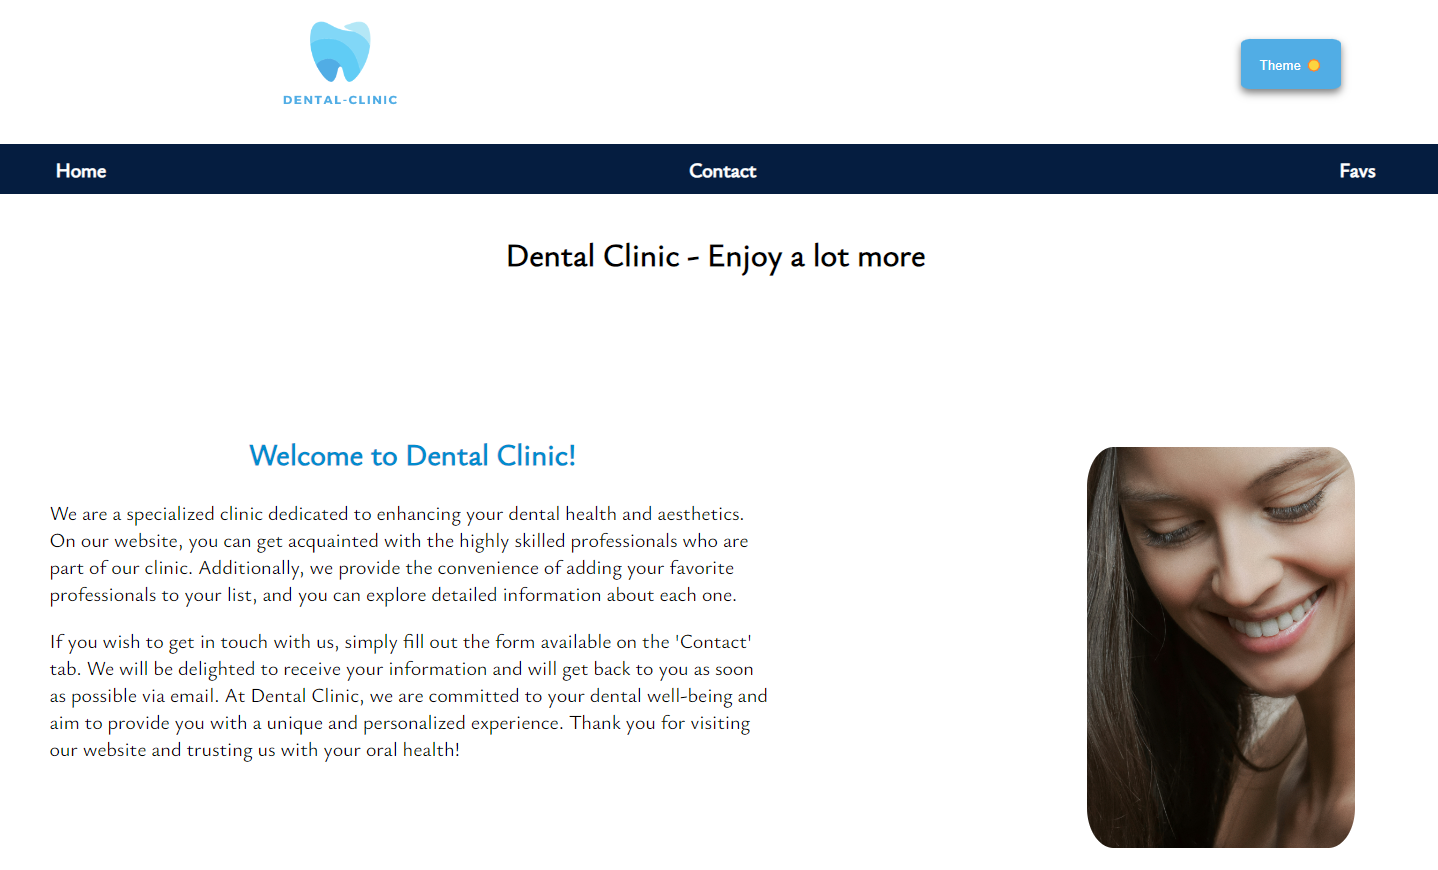 DENTAL-CLINIC
Theme
Home
Contact
Favs
Dental Clinic - Enjoy a lot more
Welcome to Dental Clinic!
We are a specialized clinic dedicated to enhancing your dental health and aesthetics.
On our website, you can get acquainted with the highly skilled professionals who are
part of our clinic. Additionally, we provide the convenience of adding your favorite
professionals to your list, and you can explore detailed information about each one.
If you wish to get in touch with us, simply fill out the form available on the 'Contact'
tab. We will be delighted to receive your information and will get back to you as soon
as possible via email. At Dental Clinic, we are committed to your dental well-being and
aim to provide you with a unique and personalized experience. Thank you for visiting
our website and trusting us with your oral health!